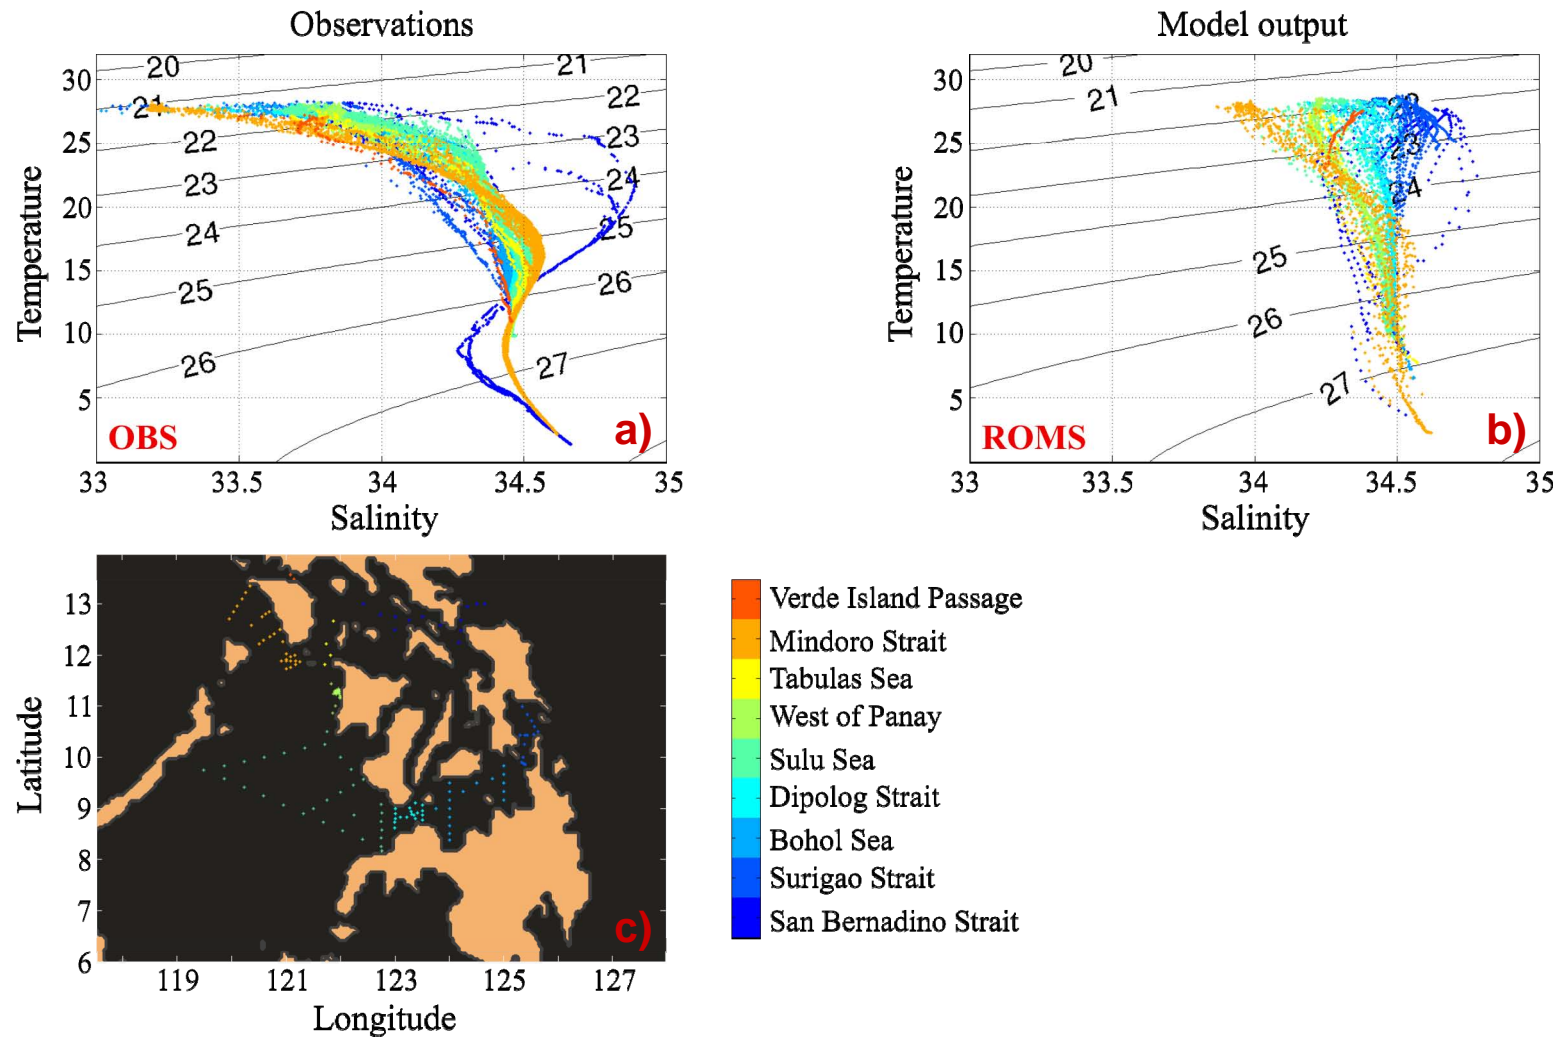 Observations
Model output
30
25
20
15
10
5
Temperature
20
21
21
22
22
23
23
24
24
25
25
26
26
27
OBS
a)
33
33.5
34
34.5
35
Salinity
30
25
20
15
10
5
Temperature
20
21
22
23
24
25
26
27
ROMS
b)
33
33.5
34
34.5
35
Salinity
13
12
11
10
9
8
7
6
Latitude
c)
119
121
123
125
127
Longitude
Verde Island Passage
Mindoro Strait
Tabulas Sea
West of Panay
Sulu Sea
Dipolog Strait
Bohol Sea
Surigao Strait
San Bernadino Strait